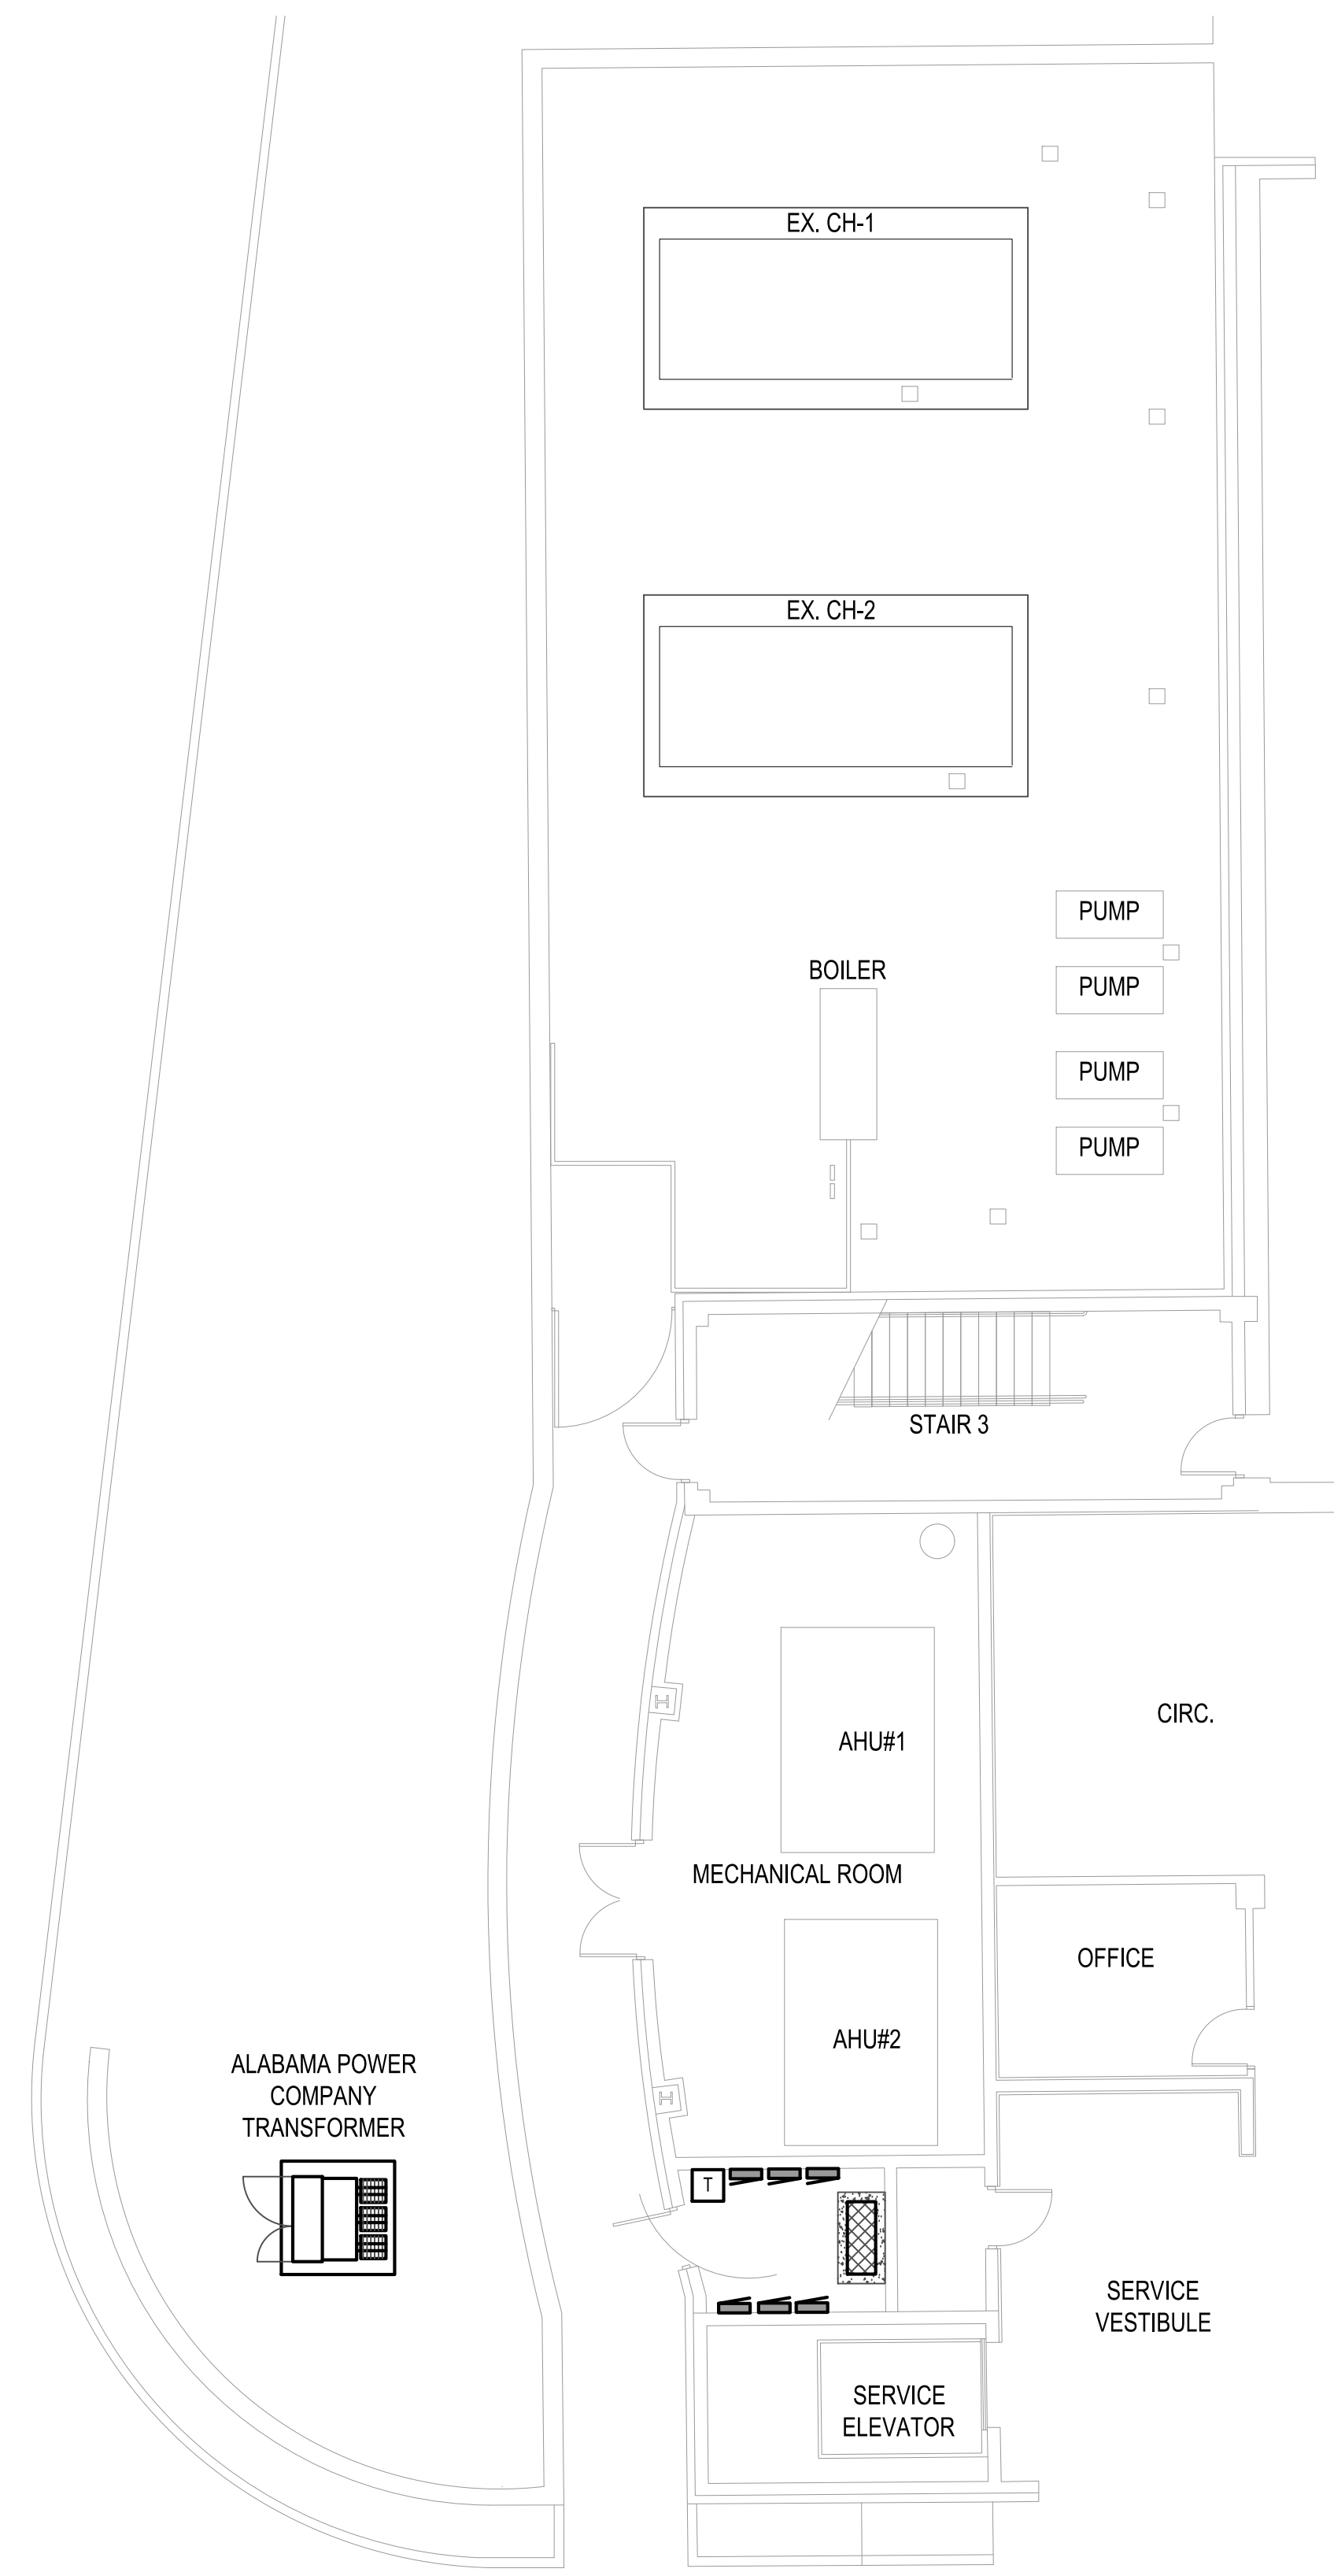 EX. CH-1
EX. CH-2
PUMP
BOILER
PUMP
PUMP
PUMP
STAIR 3
CIRC.
AHU#1
MECHANICAL ROOM
OFFICE
AHU#2
ALABAMA POWER
COMPANY
TRANSFORMER
T
SERVICE
VESTIBULE
SERVICE
ELEVATOR